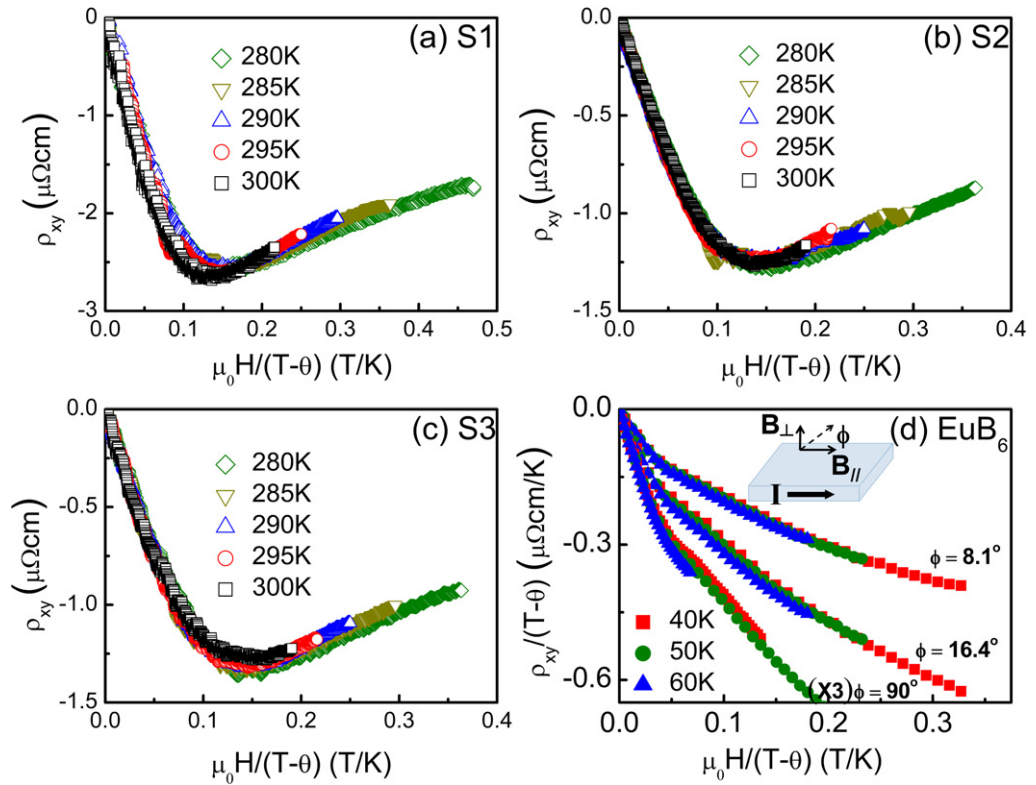 (a) S1
0
-1
-2
-3
ρxy (μΩcm)
280K
285K
290K
295K
300K
0.0 0.1 0.2 0.3 0.4 0.5
μ0H/(T-θ) (T/K)
(b) S2
0.0
-0.5
-1.0
-1.5
ρxy (μΩcm)
280K
285K
290K
295K
300K
0.0 0.1 0.2 0.3 0.4
μ0H/(T-θ) (T/K)
(c) S3
0.0
-0.5
-1.0
-1.5
ρxy (μΩcm)
280K
285K
290K
295K
300K
0.0 0.1 0.2 0.3 0.4
μ0H/(T-θ) (T/K)
(d) EuB6
0.0
-0.3
-0.6
ρxy/(T-θ) (μΩcm/K)
B⊥
ϕ
B//
I
ϕ = 8.1°
ϕ = 16.4°
(X3) ϕ = 90°
40K
50K
60K
0.0 0.1 0.2 0.3
μ0H/(T-θ) (T/K)